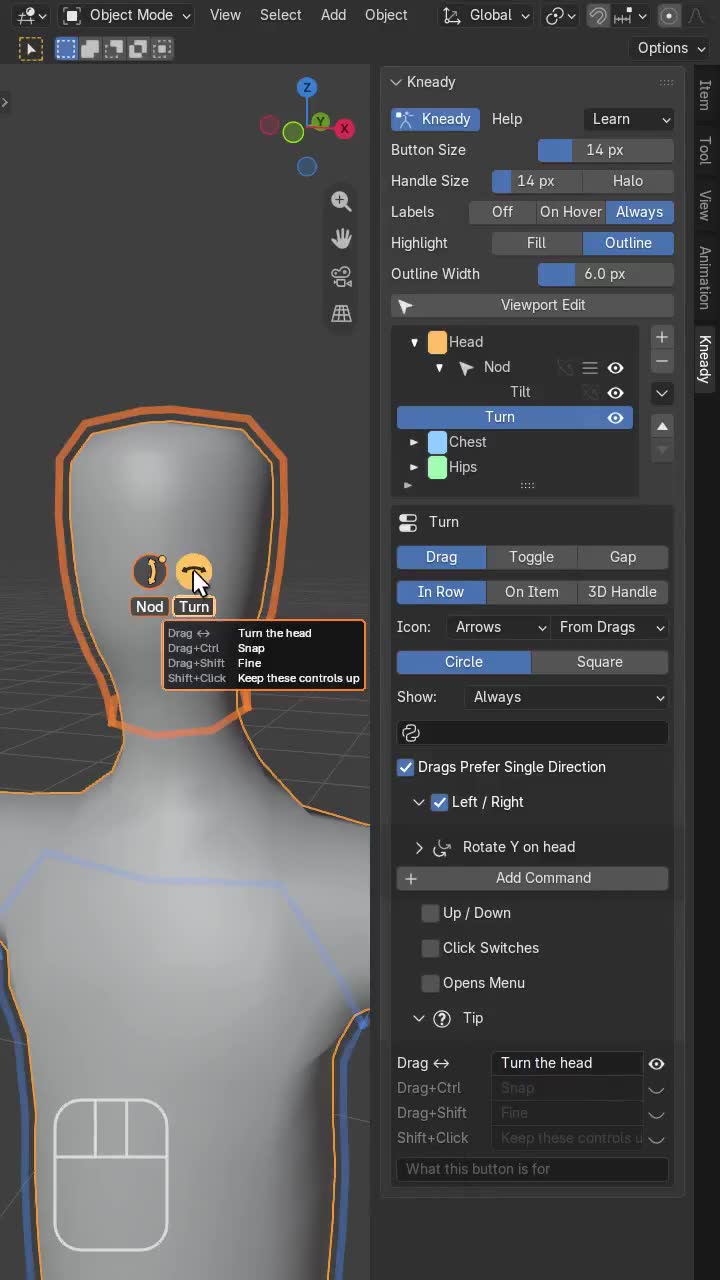 Object Mode View Select Add Object Global
Options
Z
Y
X
Kneady
Kneady Help Learn
Button Size 14 px
Handle Size 14 px Halo
Labels Off On Hover Always
Highlight Fill Outline
Outline Width 6.0 px
Viewport Edit
Head
Nod
Tilt
Turn
Chest
Hips
Turn
Drag Toggle Gap
In Row On Item 3D Handle
Icon: Arrows From Drags
Circle Square
Show: Always
Drags Prefer Single Direction
Left / Right
Rotate Y on head
Add Command
Up / Down
Click Switches
Opens Menu
Tip
Drag ↔ Turn the head
Drag+Ctrl Snap
Drag+Shift Fine
Shift+Click Keep these controls u
What this button is for
Item
Tool
View
Animation
Kneady
Nod Turn
Drag ↔ Turn the head
Drag+Ctrl Snap
Drag+Shift Fine
Shift+Click Keep these controls up